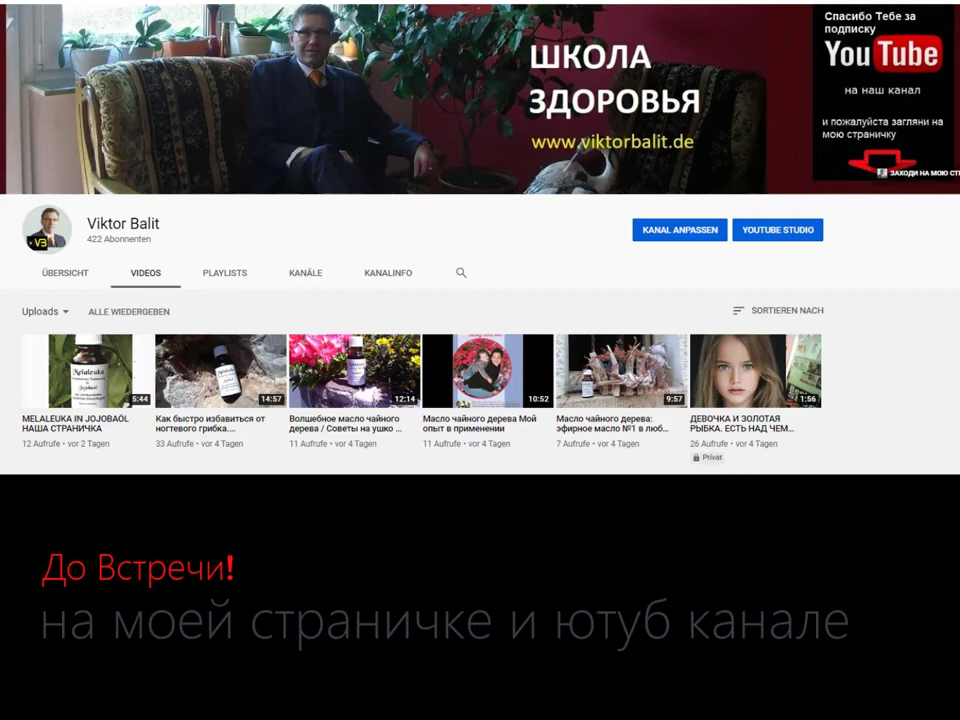 ШКОЛА
ЗДОРОВЬЯ
www.viktorbalit.de
Спасибо Тебе за
подписку
YouTube
на наш канал
и пожалуйста загляни на
мою страничку
ЗАХОДИ НА МОЮ СТ
Viktor Balit
422 Abonnenten
KANAL ANPASSEN YOUTUBE STUDIO
ÜBERSICHT VIDEOS PLAYLISTS KANÄLE KANALINFO
Uploads ALLE WIEDERGEBEN SORTIEREN NACH
Melaleuka
5:44
14:57
12:14
10:52
9:57
1:56
MELALEUKA IN JOJOBAÖL
НАША СТРАНИЧКА
12 Aufrufe • vor 2 Tagen
Как быстро избавиться от
ногтевого грибка....
33 Aufrufe • vor 4 Tagen
Волшебное масло чайного
дерева / Советы на ушко ...
11 Aufrufe • vor 4 Tagen
Масло чайного дерева Мой
опыт в применении
11 Aufrufe • vor 4 Tagen
Масло чайного дерева:
эфирное масло №1 в люб...
7 Aufrufe • vor 4 Tagen
ДЕВОЧКА И ЗОЛОТАЯ
РЫБКА. ЕСТЬ НАД ЧЕМ...
26 Aufrufe • vor 4 Tagen
Privat
До Встречи!
на моей страничке и ютуб канале